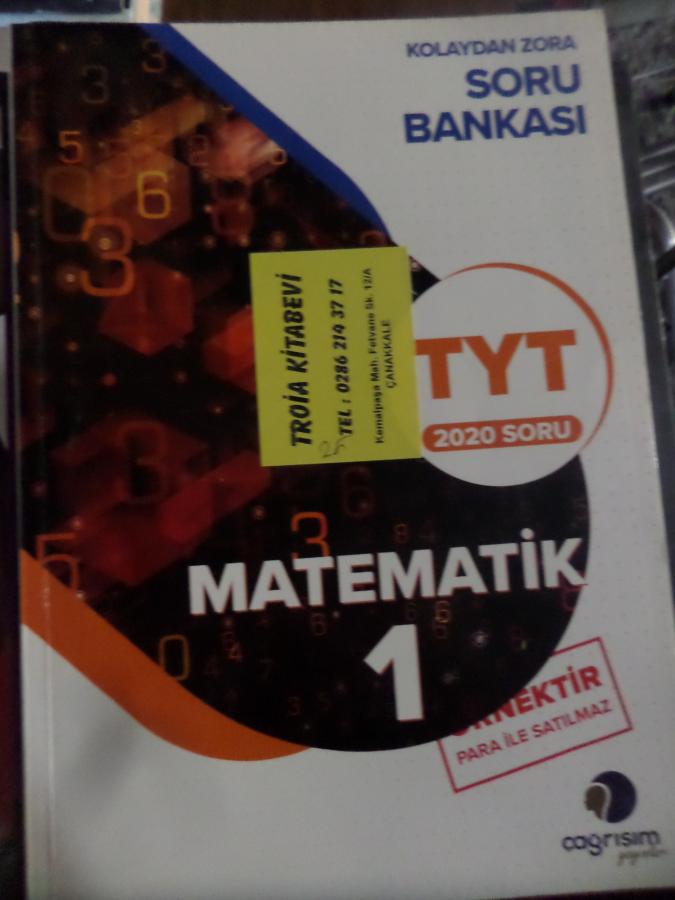 KOLAYDAN ZORA
SORU
BANKASI
TROİA KİTABEVİ
TEL : 0286 214 37 17
Kemalpaşa Mah. Fetvane Sk. 12/A
ÇANAKKALE
TYT
2020 SORU
MATEMATİK
1
ÖRNEKTİR
PARA İLE SATILMAZ
çağrışım
yayınları